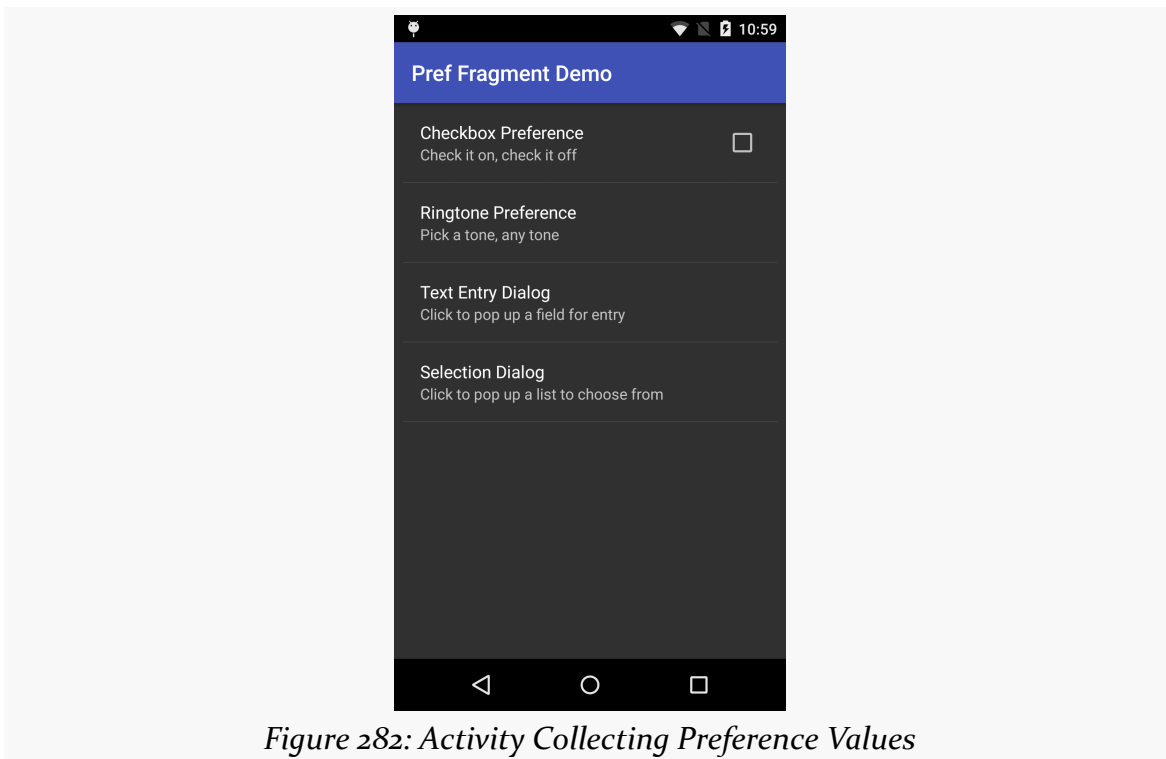 10:59
Pref Fragment Demo
Checkbox Preference
Check it on, check it off
Ringtone Preference
Pick a tone, any tone
Text Entry Dialog
Click to pop up a field for entry
Selection Dialog
Click to pop up a list to choose from
Figure 282: Activity Collecting Preference Values